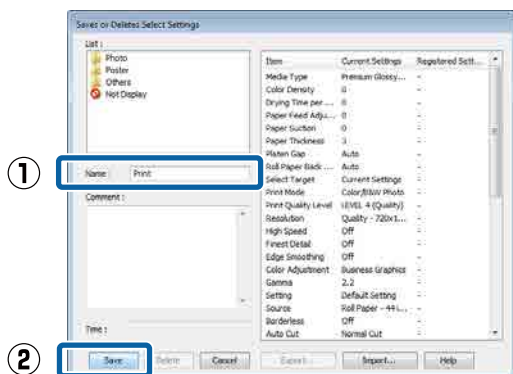 Saves or Deletes Select Settings
List :
Photo
Poster
Others
Not Display
① Name : Print
Comment :
Time :
Item Current Settings Registered Sett...
Media Type Premium Glossy... -
Color Density 0 -
Drying Time per ... 0 -
Paper Feed Adju... 0 -
Paper Suction 0 -
Paper Thickness 3 -
Platen Gap Auto -
Roll Paper Back ... Auto -
Select Target Current Settings -
Print Mode Color/B&W Photo -
Print Quality Level LEVEL 4 (Quality) -
Resolution Quality - 720x1... -
High Speed Off -
Finest Detail Off -
Edge Smoothing Off -
Color Adjustment Business Graphics -
Gamma 2.2 -
Setting Default Setting -
Source Roll Paper - 44 i... -
Borderless Off -
Auto Cut Normal Cut -
② Save Delete Cancel Export... Import... Help